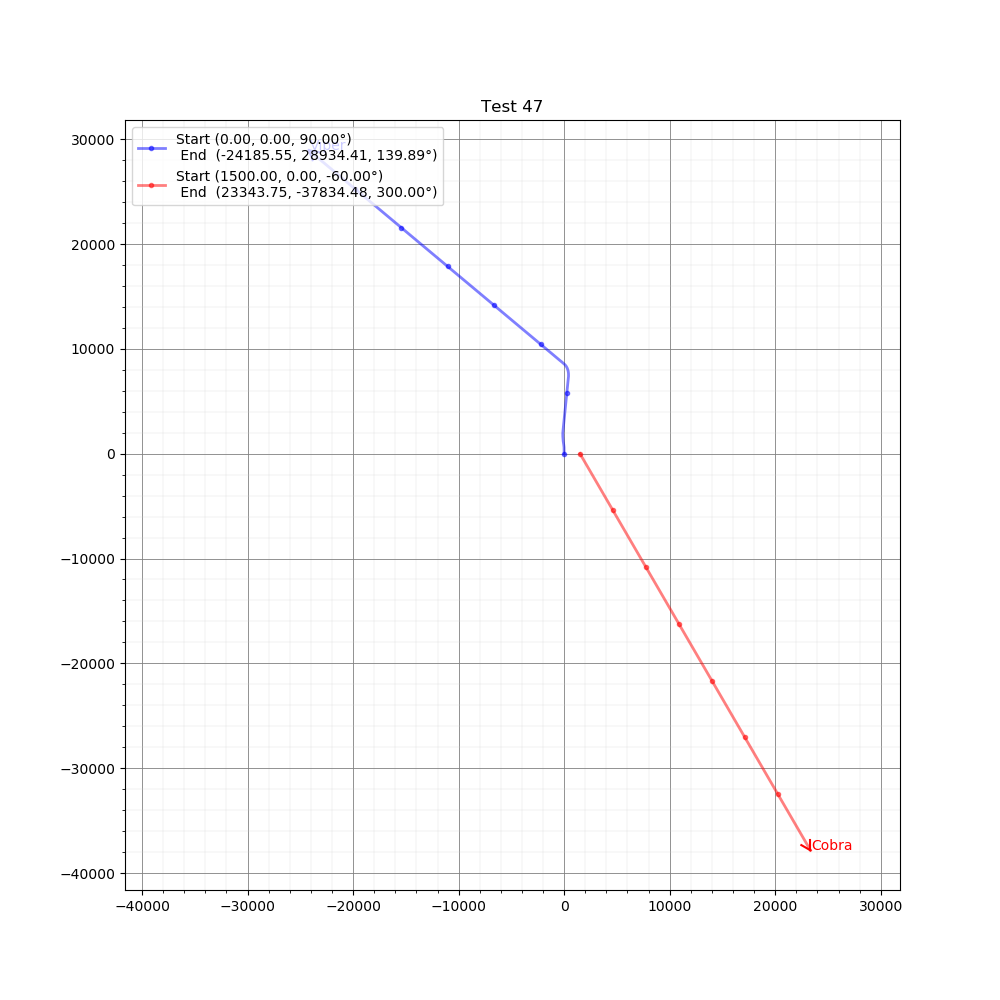 Test 47
Start (0.00, 0.00, 90.00°)
End (-24185.55, 28934.41, 139.89°)
Start (1500.00, 0.00, -60.00°)
End (23343.75, -37834.48, 300.00°)
30000
20000
10000
0
−10000
−20000
−30000
−40000
Cobra
−40000 −30000 −20000 −10000 0 10000 20000 30000